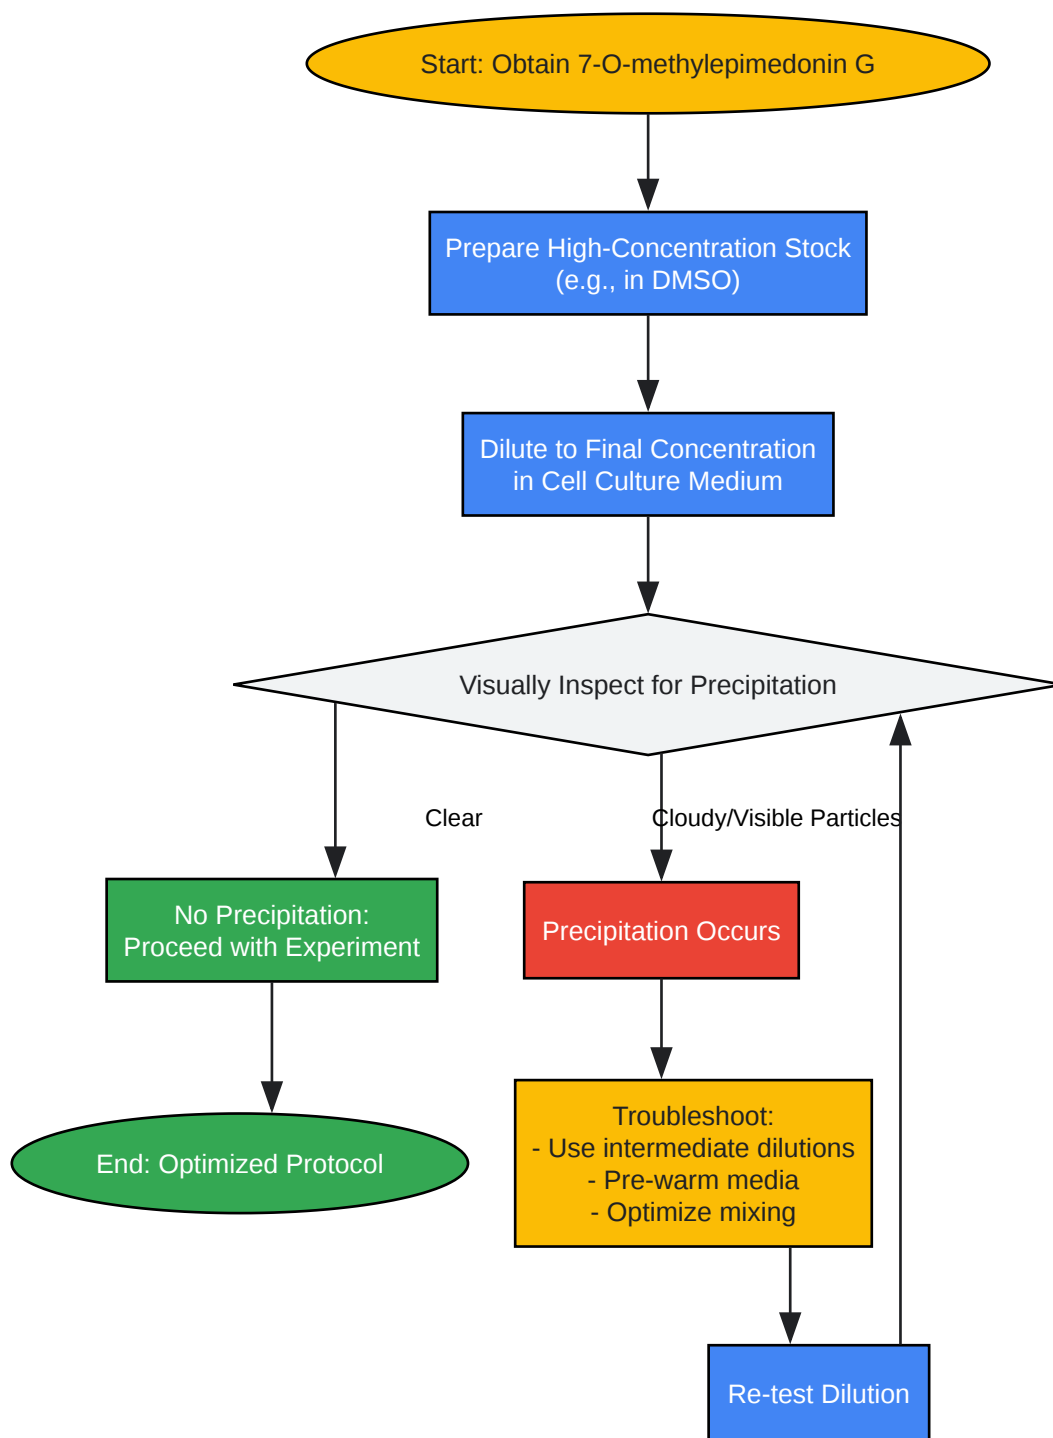 Start: Obtain 7-O-methylepimedonin G
Prepare High-Concentration Stock
(e.g., in DMSO)
Dilute to Final Concentration
in Cell Culture Medium
Visually Inspect for Precipitation
Clear
Cloudy/Visible Particles
No Precipitation:
Proceed with Experiment
Precipitation Occurs
End: Optimized Protocol
Troubleshoot:
- Use intermediate dilutions
- Pre-warm media
- Optimize mixing
Re-test Dilution